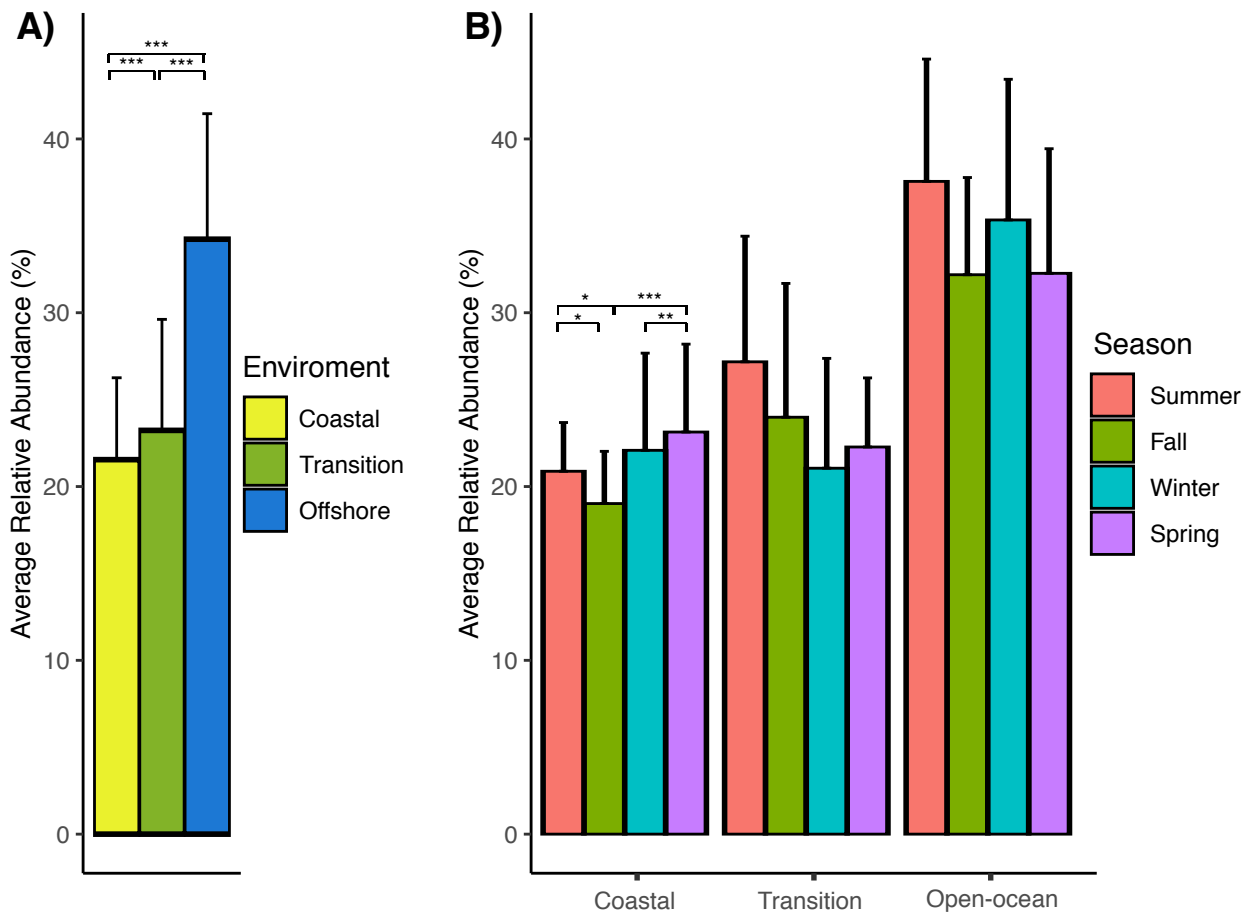 A)
***
***
***
Average Relative Abundance (%)
40
30
20
10
0
Enviroment
Coastal
Transition
Offshore
B)
*
***
*
**
Average Relative Abundance (%)
40
30
20
10
0
Coastal
Transition
Open-ocean
Season
Summer
Fall
Winter
Spring